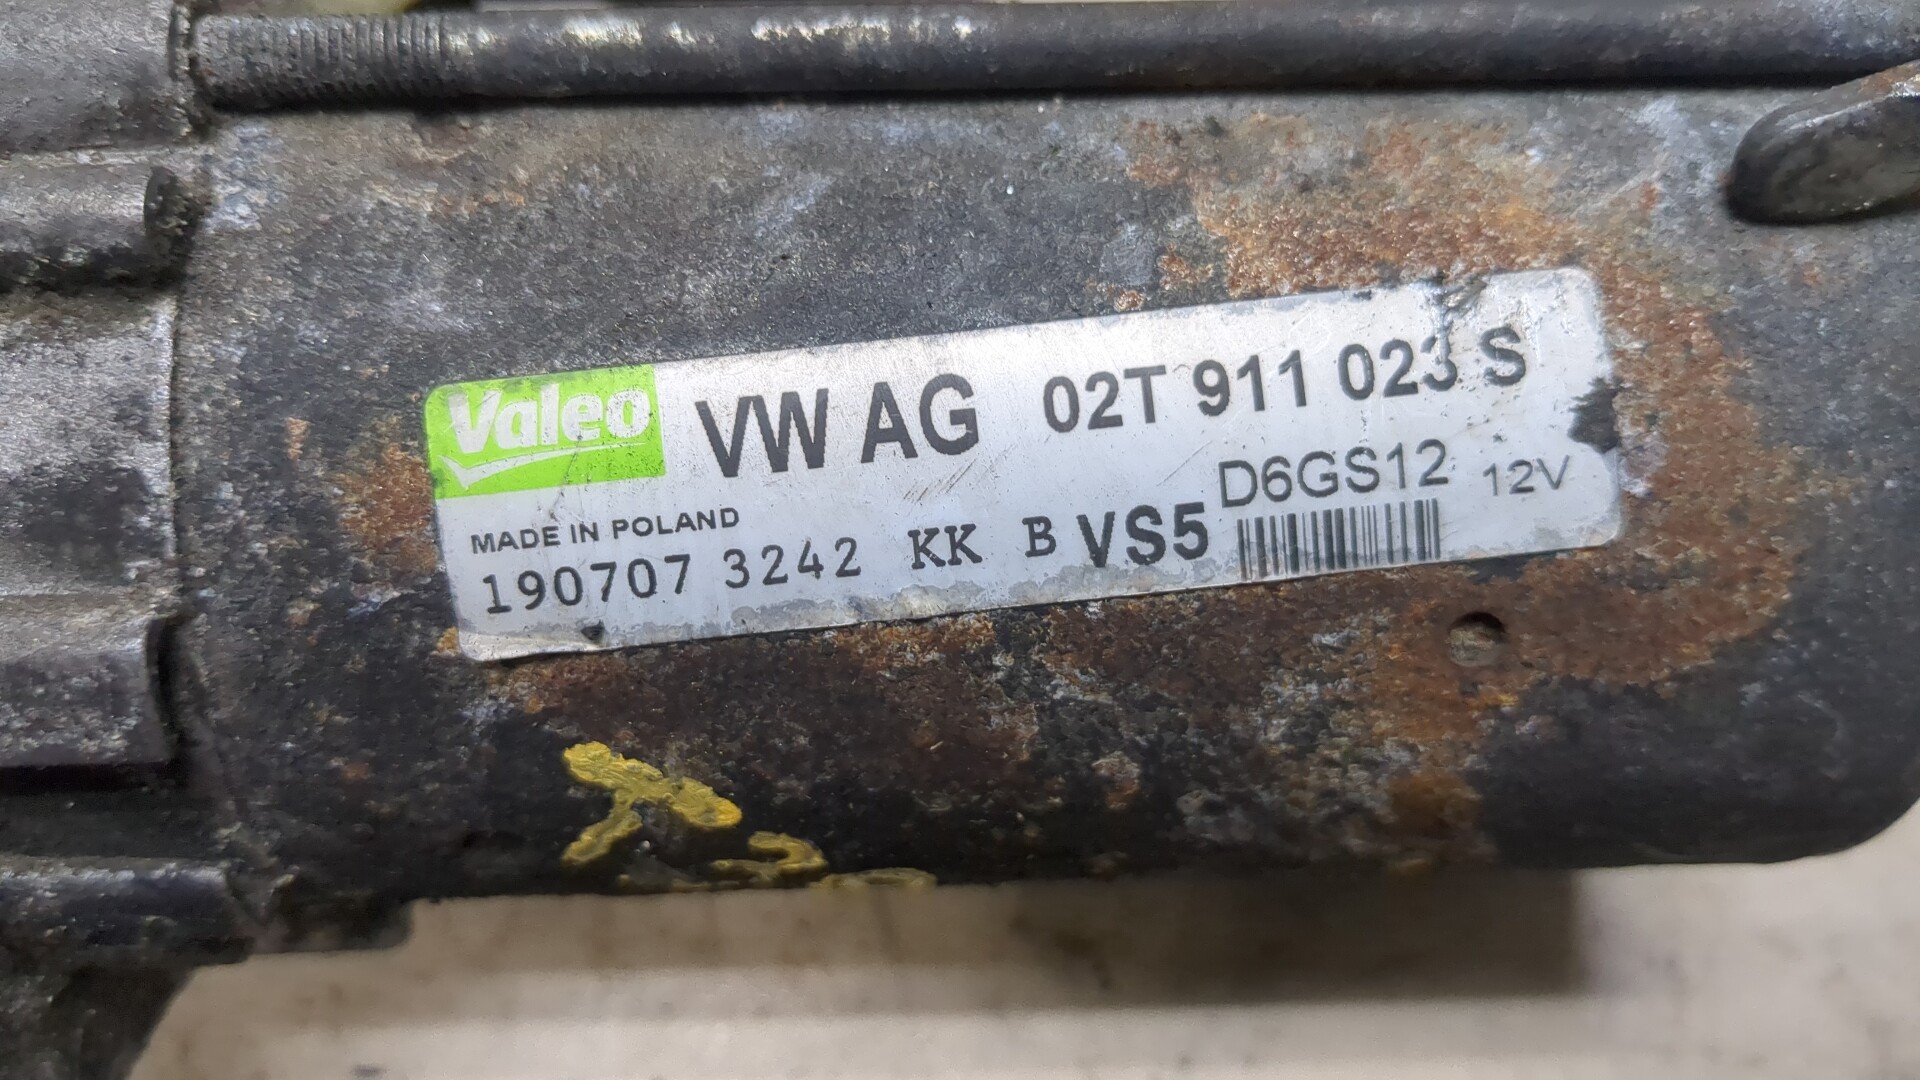 Valeo VW AG 02T 911 023 S
D6GS12 12V
MADE IN POLAND
190707 3242 KK B VS5